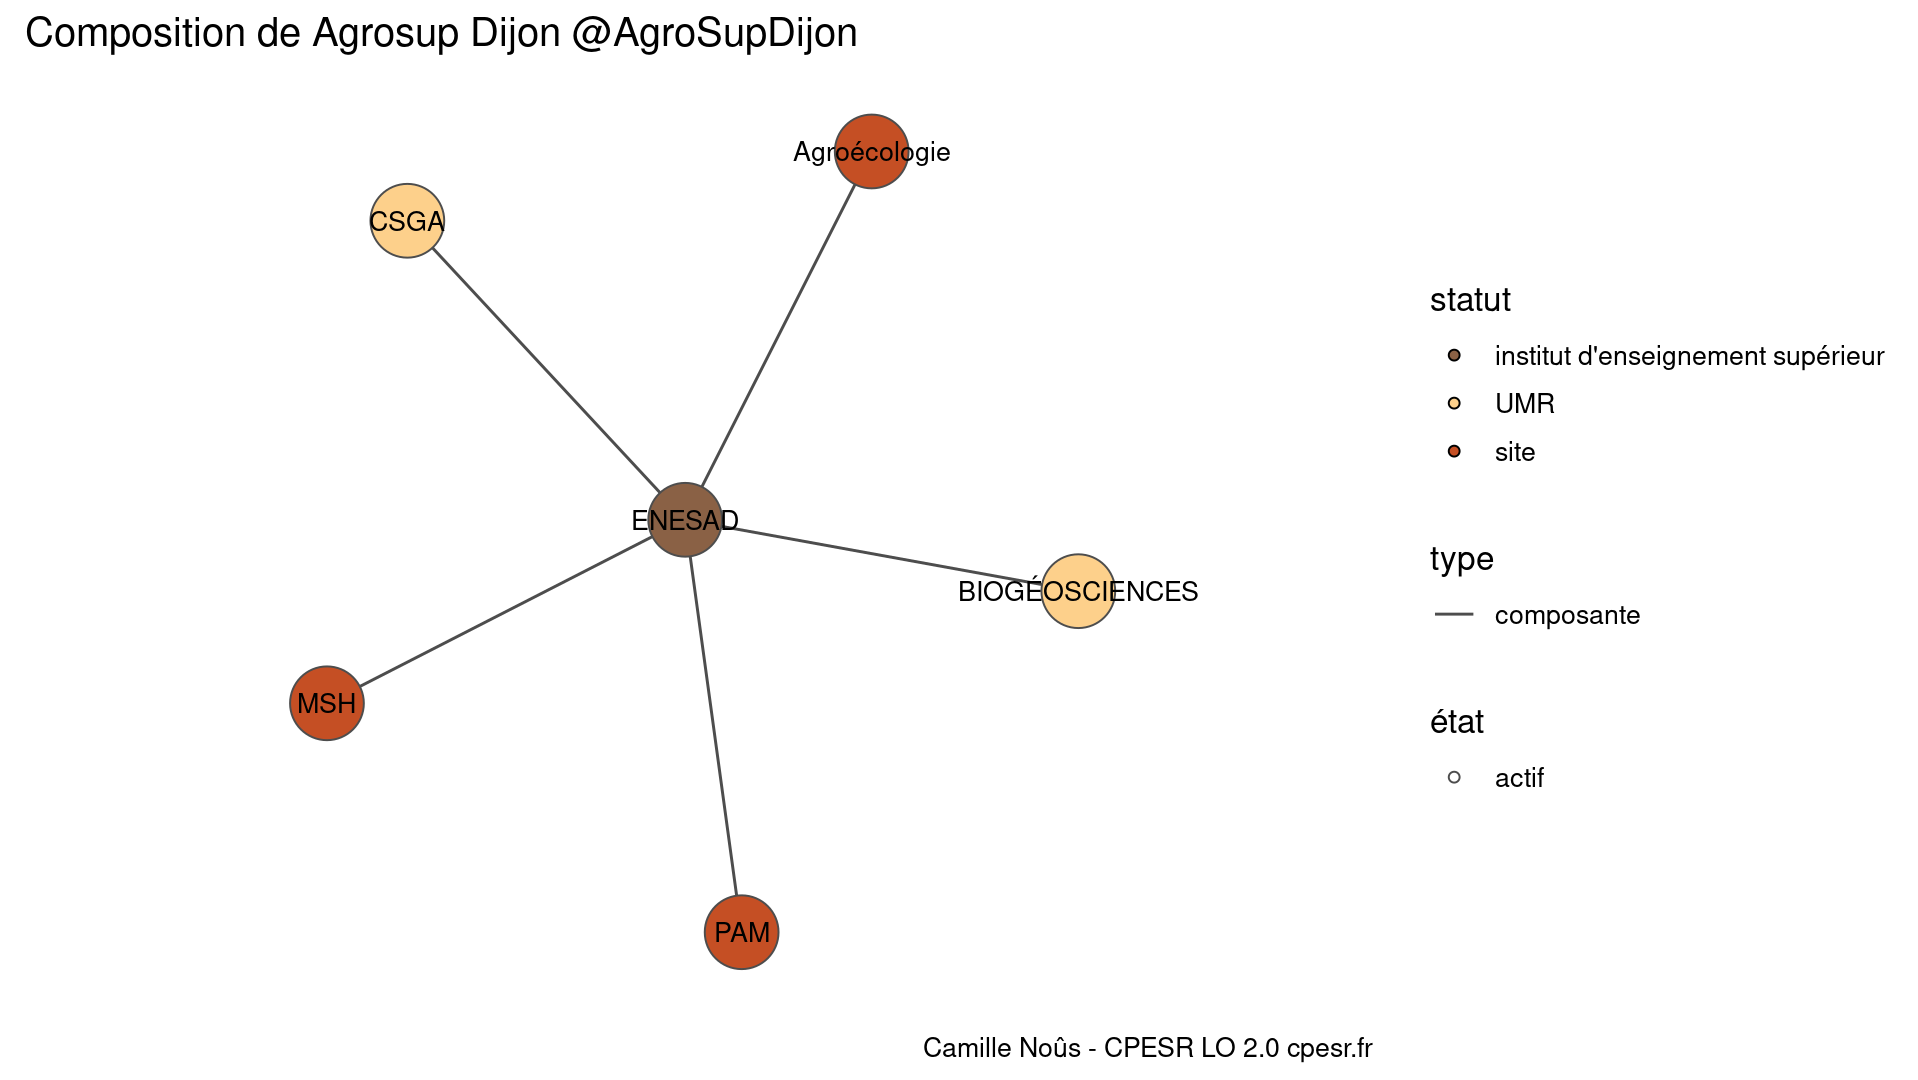 Composition de Agrosup Dijon @AgroSupDijon
Agroécologie
CSGA
ENESAD
BIOGÉOSCIENCES
MSH
PAM
statut
institut d'enseignement supérieur
UMR
site
type
composante
état
actif
Camille Noûs - CPESR LO 2.0 cpesr.fr